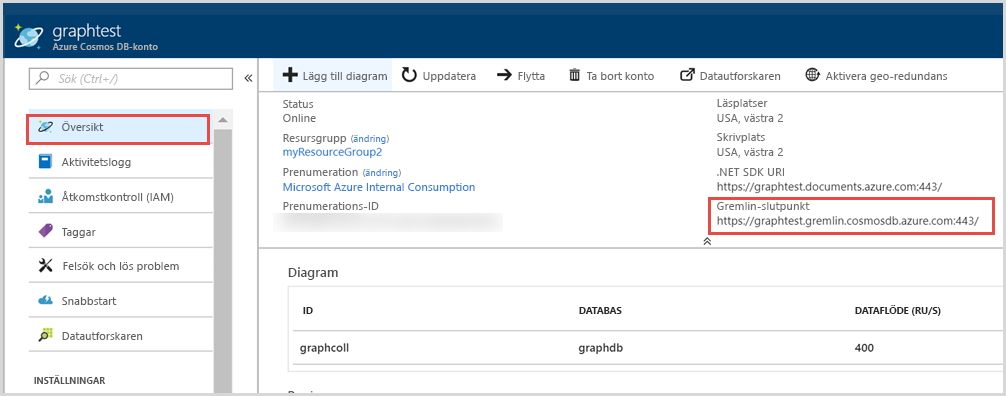 graphtest
Azure Cosmos DB-konto
Sök (Ctrl+/)
Översikt
Aktivitetslogg
Åtkomstkontroll (IAM)
Taggar
Felsök och lös problem
Snabbstart
Datautforskaren
INSTÄLLNINGAR
Lägg till diagram Uppdatera Flytta Ta bort konto Datautforskaren Aktivera geo-redundans
Status
Online
Resursgrupp (ändring)
myResourceGroup2
Prenumeration (ändring)
Microsoft Azure Internal Consumption
Prenumerations-ID
Läsplatser
USA, västra 2
Skrivplats
USA, västra 2
.NET SDK URI
https://graphtest.documents.azure.com:443/
Gremlin-slutpunkt
https://graphtest.gremlin.cosmosdb.azure.com:443/
Diagram
ID DATABAS DATAFLÖDE (RU/S)
graphcoll graphdb 400